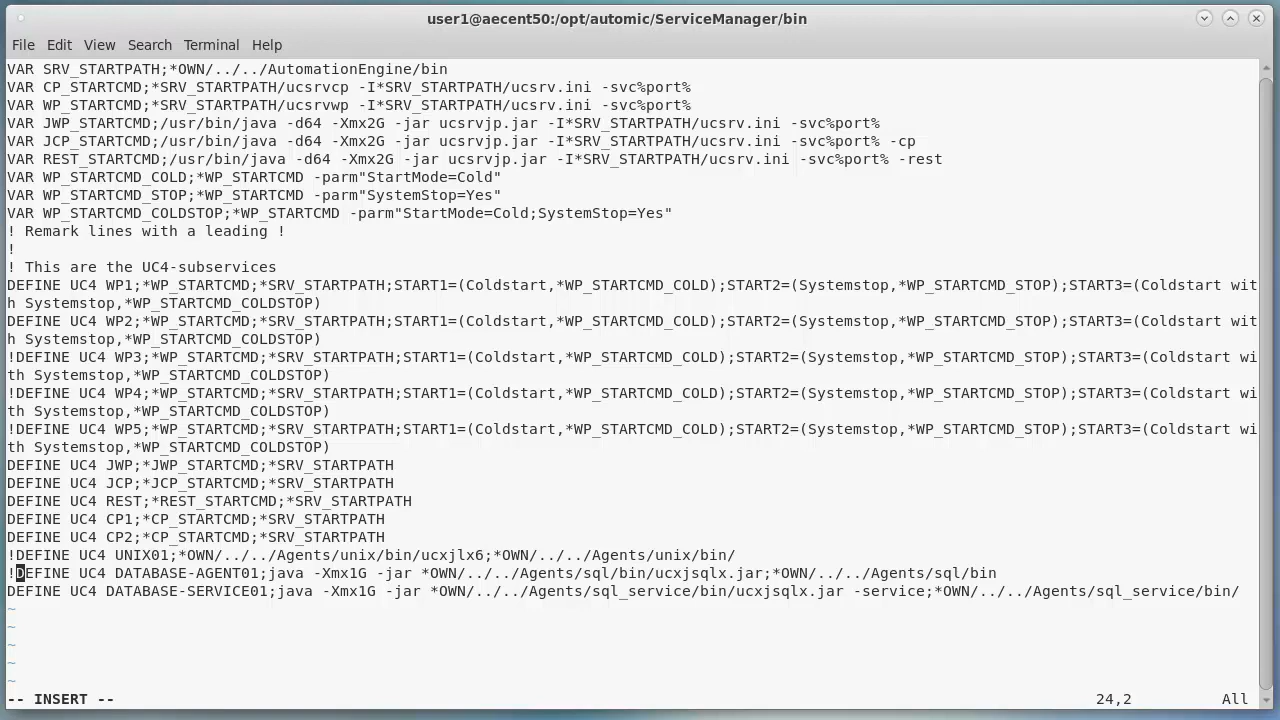 user1@aecent50:/opt/automic/ServiceManager/bin
File Edit View Search Terminal Help
VAR SRV_STARTPATH;*OWN/../../AutomationEngine/bin
VAR CP_STARTCMD;*SRV_STARTPATH/ucsrvcp -I*SRV_STARTPATH/ucsrv.ini -svc%port%
VAR WP_STARTCMD;*SRV_STARTPATH/ucsrvwp -I*SRV_STARTPATH/ucsrv.ini -svc%port%
VAR JWP_STARTCMD;/usr/bin/java -d64 -Xmx2G -jar ucsrvjp.jar -I*SRV_STARTPATH/ucsrv.ini -svc%port%
VAR JCP_STARTCMD;/usr/bin/java -d64 -Xmx2G -jar ucsrvjp.jar -I*SRV_STARTPATH/ucsrv.ini -svc%port% -cp
VAR REST_STARTCMD;/usr/bin/java -d64 -Xmx2G -jar ucsrvjp.jar -I*SRV_STARTPATH/ucsrv.ini -svc%port% -rest
VAR WP_STARTCMD_COLD;*WP_STARTCMD -parm"StartMode=Cold"
VAR WP_STARTCMD_STOP;*WP_STARTCMD -parm"SystemStop=Yes"
VAR WP_STARTCMD_COLDSTOP;*WP_STARTCMD -parm"StartMode=Cold;SystemStop=Yes"
! Remark lines with a leading !
!
! This are the UC4-subservices
DEFINE UC4 WP1;*WP_STARTCMD;*SRV_STARTPATH;START1=(Coldstart,*WP_STARTCMD_COLD);START2=(Systemstop,*WP_STARTCMD_STOP);START3=(Coldstart wit
h Systemstop,*WP_STARTCMD_COLDSTOP)
DEFINE UC4 WP2;*WP_STARTCMD;*SRV_STARTPATH;START1=(Coldstart,*WP_STARTCMD_COLD);START2=(Systemstop,*WP_STARTCMD_STOP);START3=(Coldstart wit
h Systemstop,*WP_STARTCMD_COLDSTOP)
!DEFINE UC4 WP3;*WP_STARTCMD;*SRV_STARTPATH;START1=(Coldstart,*WP_STARTCMD_COLD);START2=(Systemstop,*WP_STARTCMD_STOP);START3=(Coldstart wi
th Systemstop,*WP_STARTCMD_COLDSTOP)
!DEFINE UC4 WP4;*WP_STARTCMD;*SRV_STARTPATH;START1=(Coldstart,*WP_STARTCMD_COLD);START2=(Systemstop,*WP_STARTCMD_STOP);START3=(Coldstart wi
th Systemstop,*WP_STARTCMD_COLDSTOP)
!DEFINE UC4 WP5;*WP_STARTCMD;*SRV_STARTPATH;START1=(Coldstart,*WP_STARTCMD_COLD);START2=(Systemstop,*WP_STARTCMD_STOP);START3=(Coldstart wi
th Systemstop,*WP_STARTCMD_COLDSTOP)
DEFINE UC4 JWP;*JWP_STARTCMD;*SRV_STARTPATH
DEFINE UC4 JCP;*JCP_STARTCMD;*SRV_STARTPATH
DEFINE UC4 REST;*REST_STARTCMD;*SRV_STARTPATH
DEFINE UC4 CP1;*CP_STARTCMD;*SRV_STARTPATH
DEFINE UC4 CP2;*CP_STARTCMD;*SRV_STARTPATH
!DEFINE UC4 UNIX01;*OWN/../../Agents/unix/bin/ucxjlx6;*OWN/../../Agents/unix/bin/
!DEFINE UC4 DATABASE-AGENT01;java -Xmx1G -jar *OWN/../../Agents/sql/bin/ucxjsqlx.jar;*OWN/../../Agents/sql/bin
DEFINE UC4 DATABASE-SERVICE01;java -Xmx1G -jar *OWN/../../Agents/sql_service/bin/ucxjsqlx.jar -service;*OWN/../../Agents/sql_service/bin/
~
~
~
~
~
-- INSERT -- 24,2 All